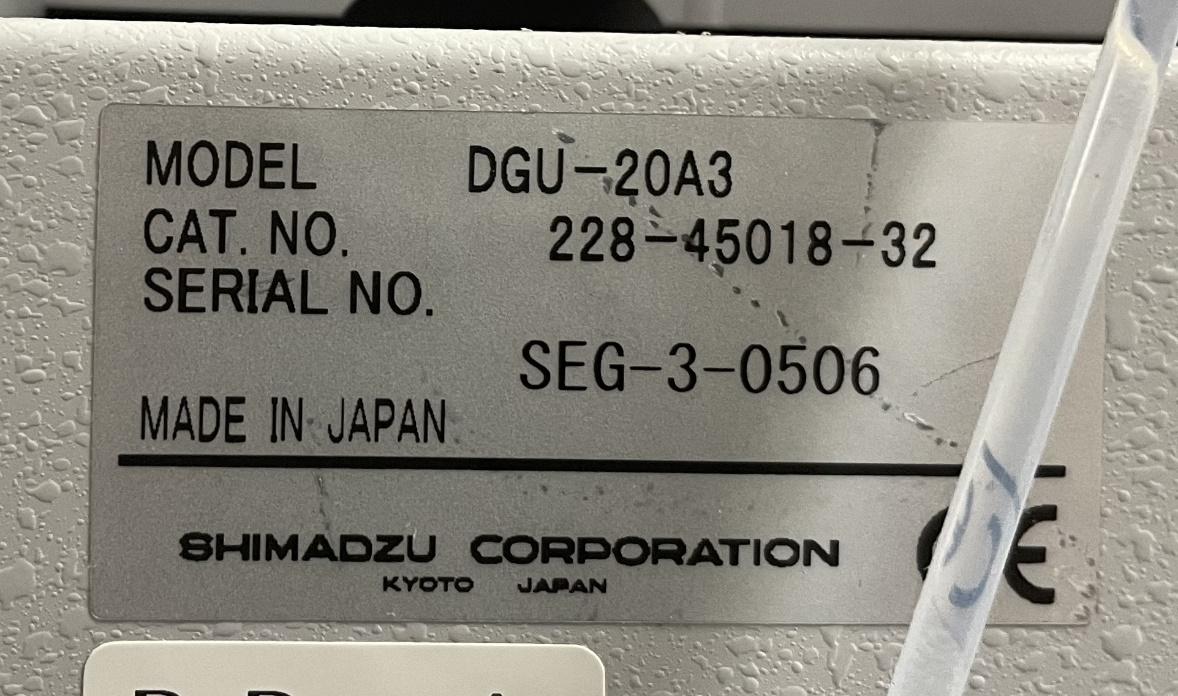 MODEL DGU-20A3
CAT. NO. 228-45018-32
SERIAL NO.
SEG-3-0506
MADE IN JAPAN
SHIMADZU CORPORATION
KYOTO JAPAN
CE